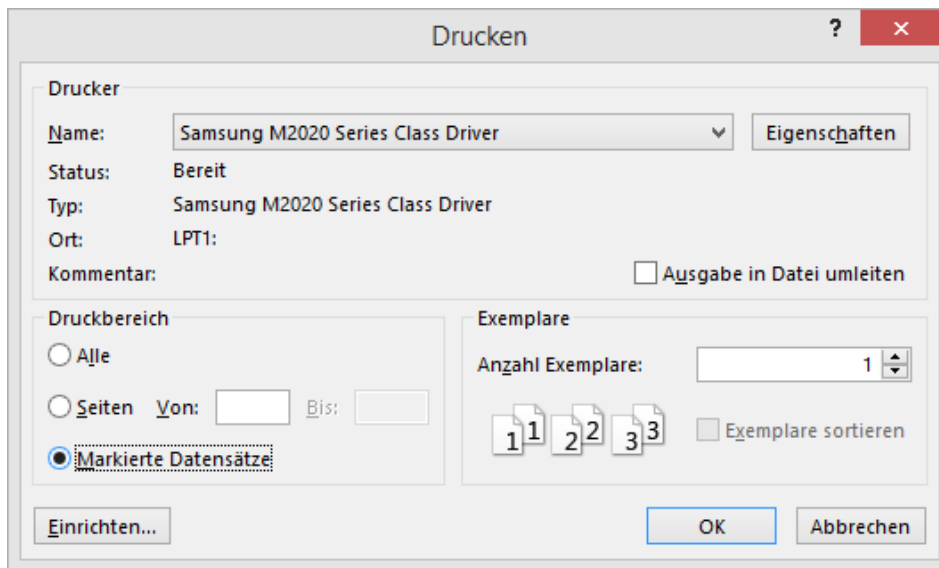 Drucken
?
Drucker
Name: Samsung M2020 Series Class Driver Eigenschaften
Status: Bereit
Typ: Samsung M2020 Series Class Driver
Ort: LPT1:
Kommentar: Ausgabe in Datei umleiten
Druckbereich
Alle
Seiten Von: Bis:
Markierte Datensätze
Exemplare
Anzahl Exemplare: 1
1 1 2 2 3 3
Exemplare sortieren
Einrichten... OK Abbrechen